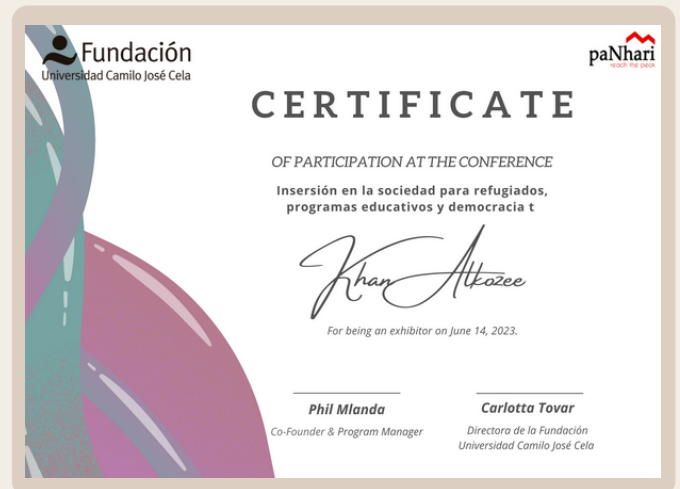 Fundación
Universidad Camilo José Cela
paNhari
reach the peak
CERTIFICATE
OF PARTICIPATION AT THE CONFERENCE
Insersión en la sociedad para refugiados,
programas educativos y democracia t
Khan Alkozee
For being an exhibitor on June 14, 2023.
Phil Mlanda
Co-Founder & Program Manager
Carlotta Tovar
Directora de la Fundación
Universidad Camilo José Cela